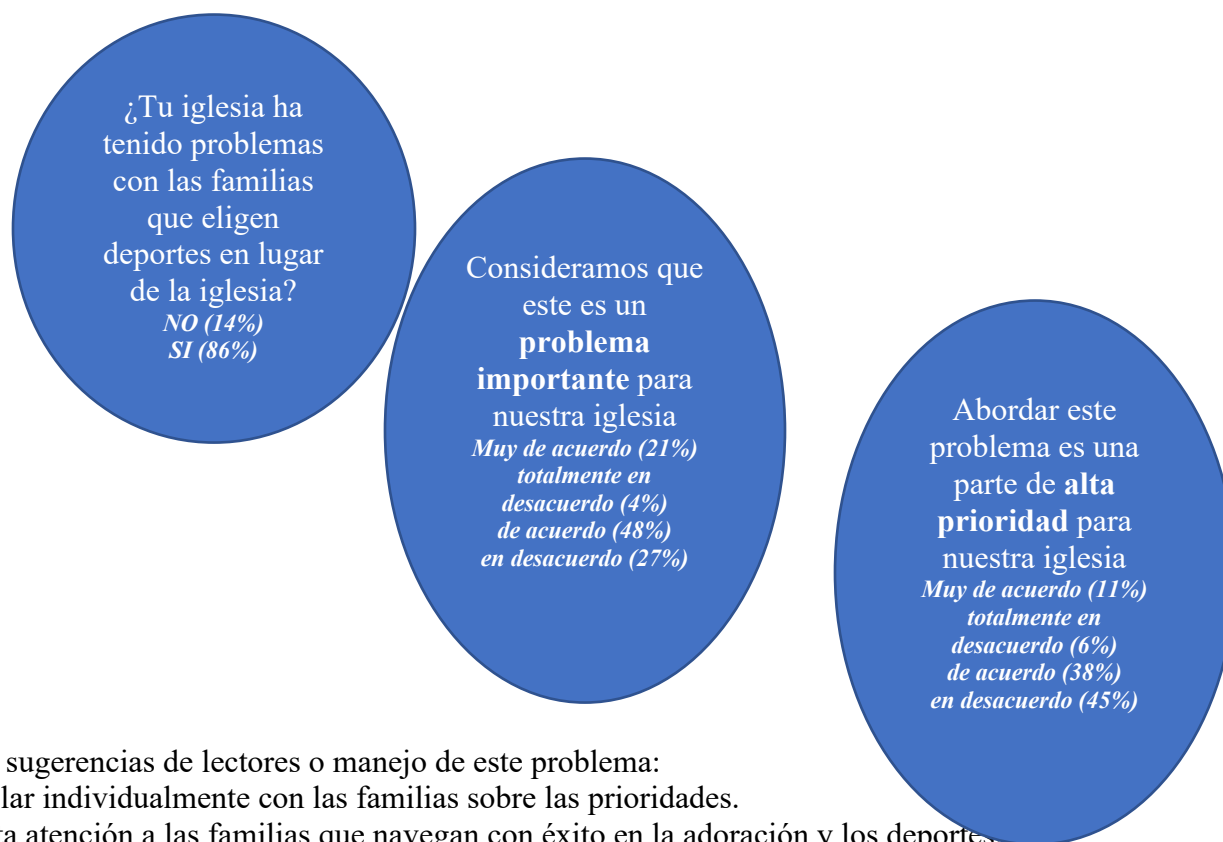 ¿Tu iglesia ha
tenido problemas
con las familias
que eligen
deportes en lugar
de la iglesia?
NO (14%)
SI (86%)
Consideramos que
este es un
problema
importante para
nuestra iglesia
Muy de acuerdo (21%)
totalmente en
desacuerdo (4%)
de acuerdo (48%)
en desacuerdo (27%)
Abordar este
problema es una
parte de alta
prioridad para
nuestra iglesia
Muy de acuerdo (11%)
totalmente en
desacuerdo (6%)
de acuerdo (38%)
en desacuerdo (45%)
sugerencias de lectores o manejo de este problema:
lar individualmente con las familias sobre las prioridades.
ta atención a las familias que navegan con éxito en la adoración y los deportes